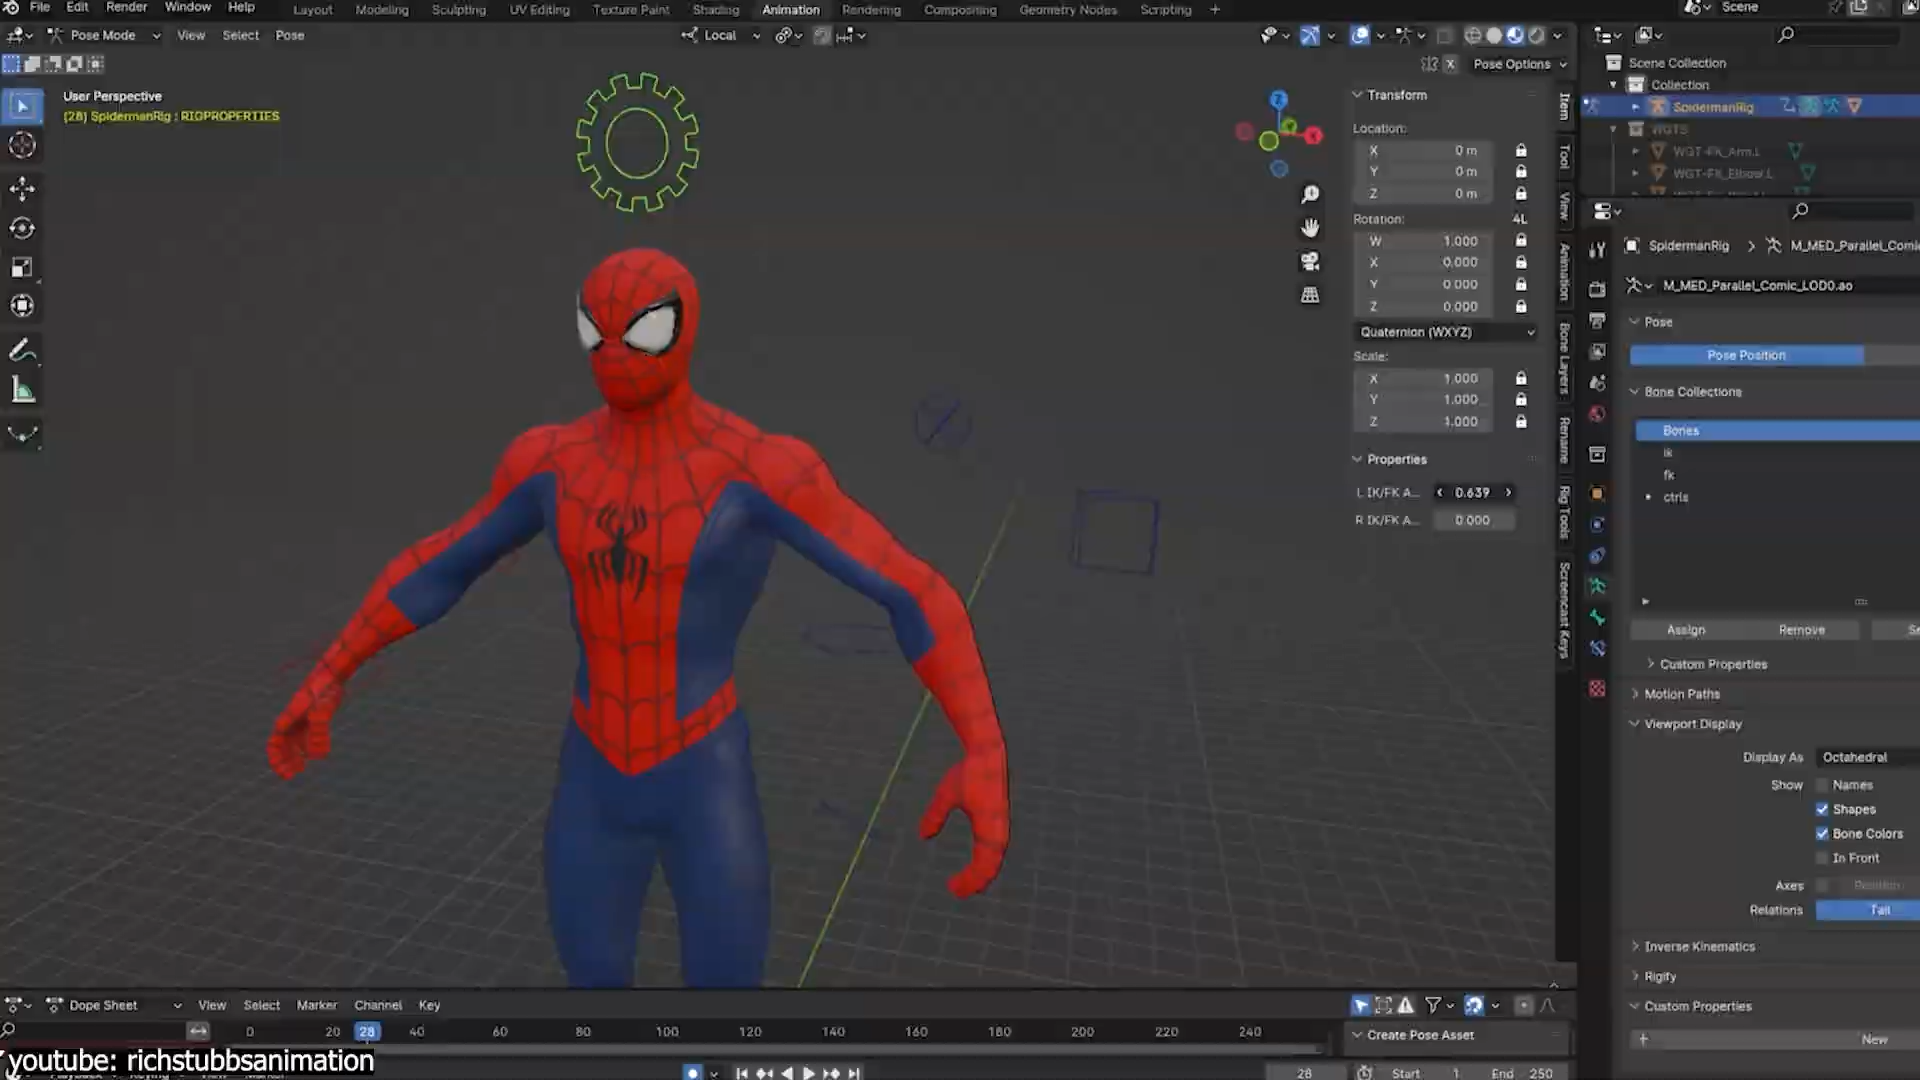 File Edit Render Window Help Layout Modeling Sculpting UV Editing Texture Paint Shading Animation Rendering Compositing Geometry Nodes Scripting + Scene
Pose Mode View Select Pose Local
X Pose Options
User Perspective
(28) SpidermanRig : RIGPROPERTIES
Transform
Location:
X 0 m
Y 0 m
Z 0 m
Rotation: 4L
W 1.000
X 0.000
Y 0.000
Z 0.000
Quaternion (WXYZ)
Scale:
X 1.000
Y 1.000
Z 1.000
Properties
L IK/FK A... 0.639
R IK/FK A... 0.000
Item
Tool
View
Animation
Bone Layers
Rename
Rig Tools
Screencast Keys
Scene Collection
Collection
SpidermanRig
WGTS
WGT-FK_Arm.L
WGT-FK_Elbow.L
SpidermanRig > M_MED_Parallel_Comi
M_MED_Parallel_Comic_LOD0.ao
Pose
Pose Position
Bone Collections
Bones
ik
fk
ctrls
Assign Remove Se
Custom Properties
Motion Paths
Viewport Display
Display As Octahedral
Show Names
Shapes
Bone Colors
In Front
Axes Position
Relations Tail
Inverse Kinematics
Rigify
Custom Properties
+ New
Dope Sheet View Select Marker Channel Key
0 20 28 40 60 80 100 120 140 160 180 200 220 240
Create Pose Asset
youtube: richstubbsanimation
28 Start 1 End 250